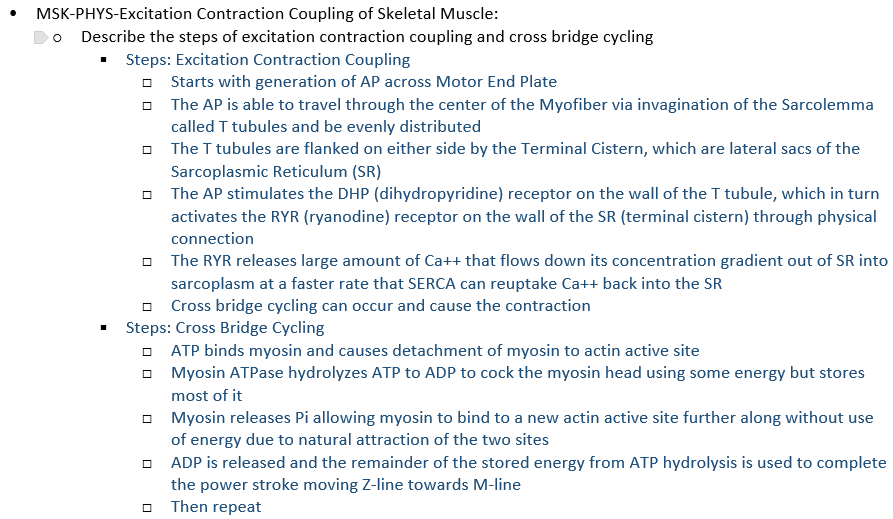 MSK-PHYS-Excitation Contraction Coupling of Skeletal Muscle:
Describe the steps of excitation contraction coupling and cross bridge cycling
Steps: Excitation Contraction Coupling
Starts with generation of AP across Motor End Plate
The AP is able to travel through the center of the Myofiber via invagination of the Sarcolemma
called T tubules and be evenly distributed
The T tubules are flanked on either side by the Terminal Cistern, which are lateral sacs of the
Sarcoplasmic Reticulum (SR)
The AP stimulates the DHP (dihydropyridine) receptor on the wall of the T tubule, which in turn
activates the RYR (ryanodine) receptor on the wall of the SR (terminal cistern) through physical
connection
The RYR releases large amount of Ca++ that flows down its concentration gradient out of SR into
sarcoplasm at a faster rate that SERCA can reuptake Ca++ back into the SR
Cross bridge cycling can occur and cause the contraction
Steps: Cross Bridge Cycling
ATP binds myosin and causes detachment of myosin to actin active site
Myosin ATPase hydrolyzes ATP to ADP to cock the myosin head using some energy but stores
most of it
Myosin releases Pi allowing myosin to bind to a new actin active site further along without use
of energy due to natural attraction of the two sites
ADP is released and the remainder of the stored energy from ATP hydrolysis is used to complete
the power stroke moving Z-line towards M-line
Then repeat